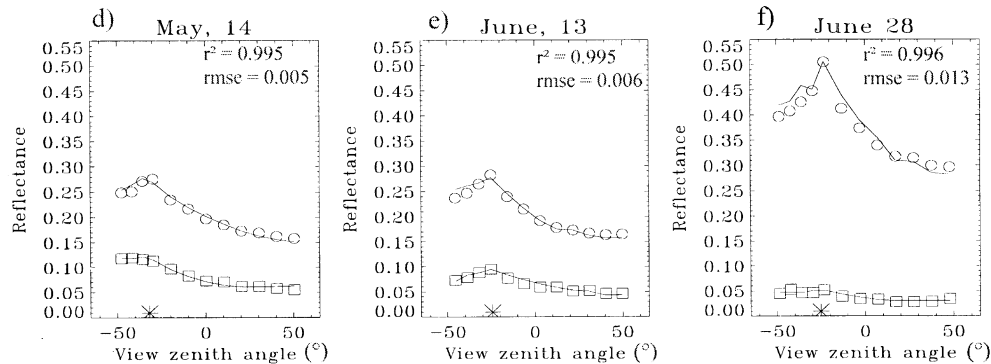 d) May, 14
r² = 0.995
rmse = 0.005
Reflectance
0.55
0.50
0.45
0.40
0.35
0.30
0.25
0.20
0.15
0.10
0.05
0.00
-50 0 50
View zenith angle (°)
e) June, 13
r² = 0.995
rmse = 0.006
Reflectance
0.55
0.50
0.45
0.40
0.35
0.30
0.25
0.20
0.15
0.10
0.05
0.00
-50 0 50
View zenith angle (°)
f) June 28
r² = 0.996
rmse = 0.013
Reflectance
0.55
0.50
0.45
0.40
0.35
0.30
0.25
0.20
0.15
0.10
0.05
0.00
-50 0 50
View zenith angle (°)